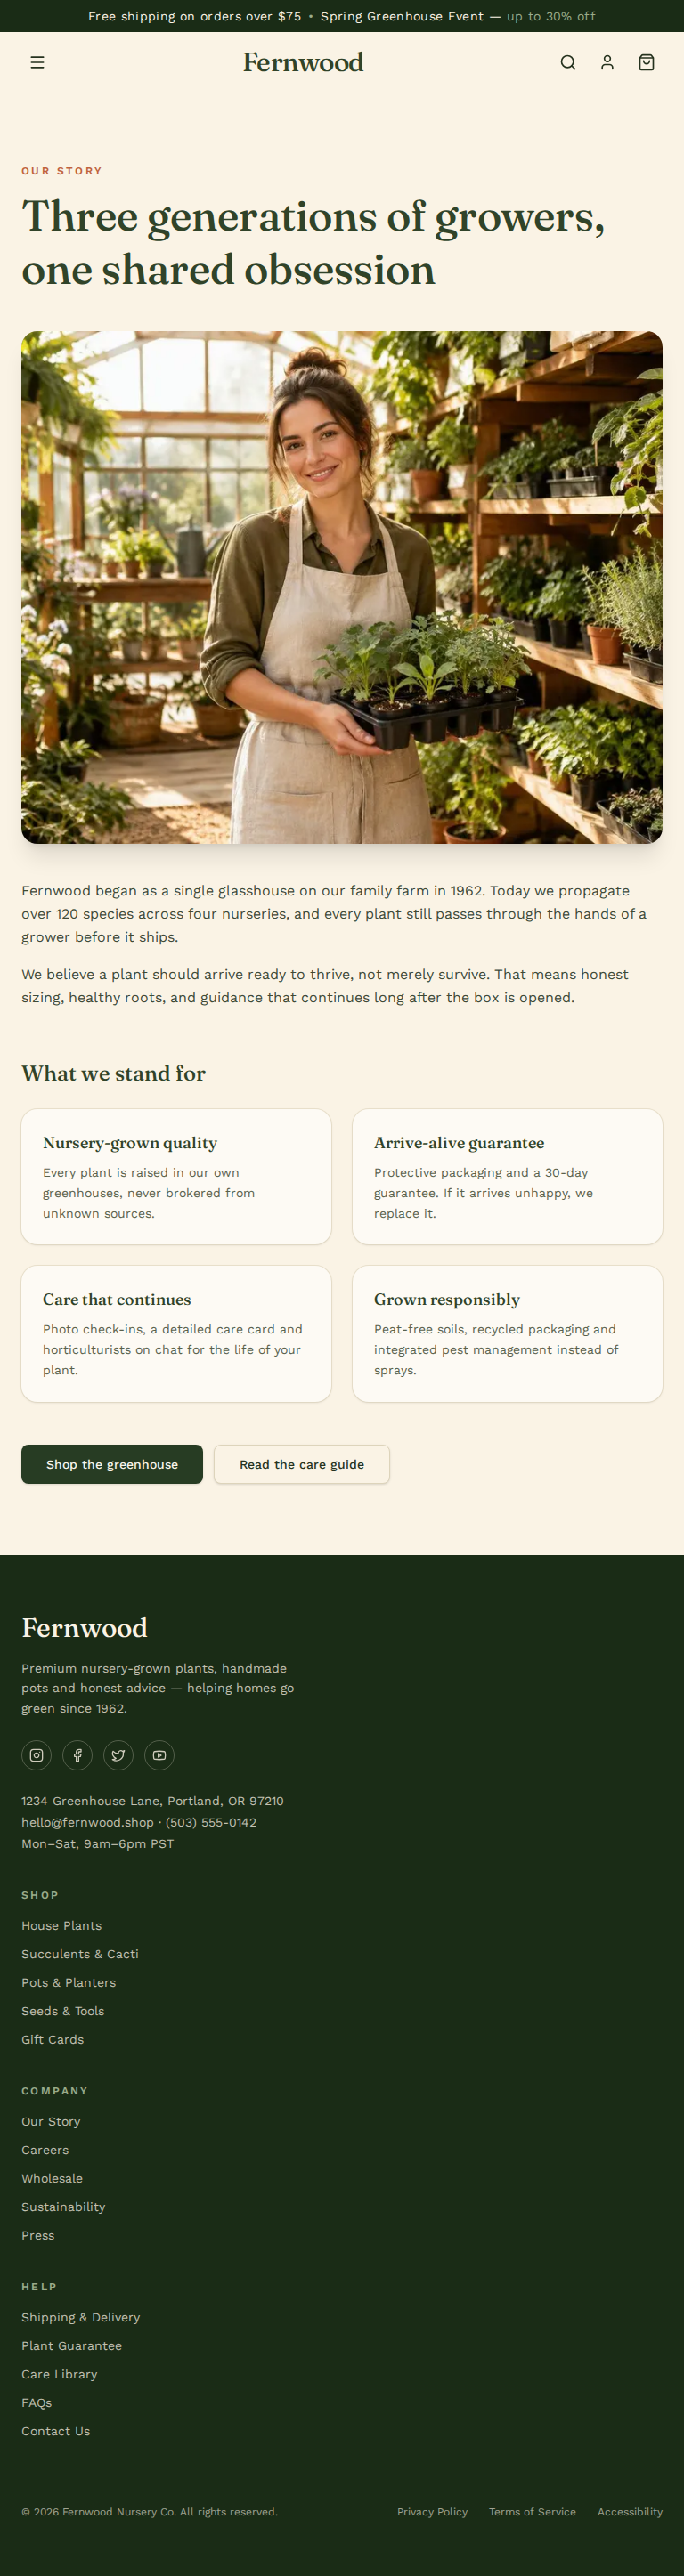 Free shipping on orders over $75 • Spring Greenhouse Event — up to 30% off
Fernwood
OUR STORY
Three generations of growers,
one shared obsession
Fernwood began as a single glasshouse on our family farm in 1962. Today we propagate
over 120 species across four nurseries, and every plant still passes through the hands of a
grower before it ships.
We believe a plant should arrive ready to thrive, not merely survive. That means honest
sizing, healthy roots, and guidance that continues long after the box is opened.
What we stand for
Nursery-grown quality
Every plant is raised in our own
greenhouses, never brokered from
unknown sources.
Arrive-alive guarantee
Protective packaging and a 30-day
guarantee. If it arrives unhappy, we
replace it.
Care that continues
Photo check-ins, a detailed care card and
horticulturists on chat for the life of your
plant.
Grown responsibly
Peat-free soils, recycled packaging and
integrated pest management instead of
sprays.
Shop the greenhouse
Read the care guide
Fernwood
Premium nursery-grown plants, handmade
pots and honest advice — helping homes go
green since 1962.
1234 Greenhouse Lane, Portland, OR 97210
hello@fernwood.shop · (503) 555-0142
Mon–Sat, 9am–6pm PST
SHOP
House Plants
Succulents & Cacti
Pots & Planters
Seeds & Tools
Gift Cards
COMPANY
Our Story
Careers
Wholesale
Sustainability
Press
HELP
Shipping & Delivery
Plant Guarantee
Care Library
FAQs
Contact Us
© 2026 Fernwood Nursery Co. All rights reserved.
Privacy Policy
Terms of Service
Accessibility